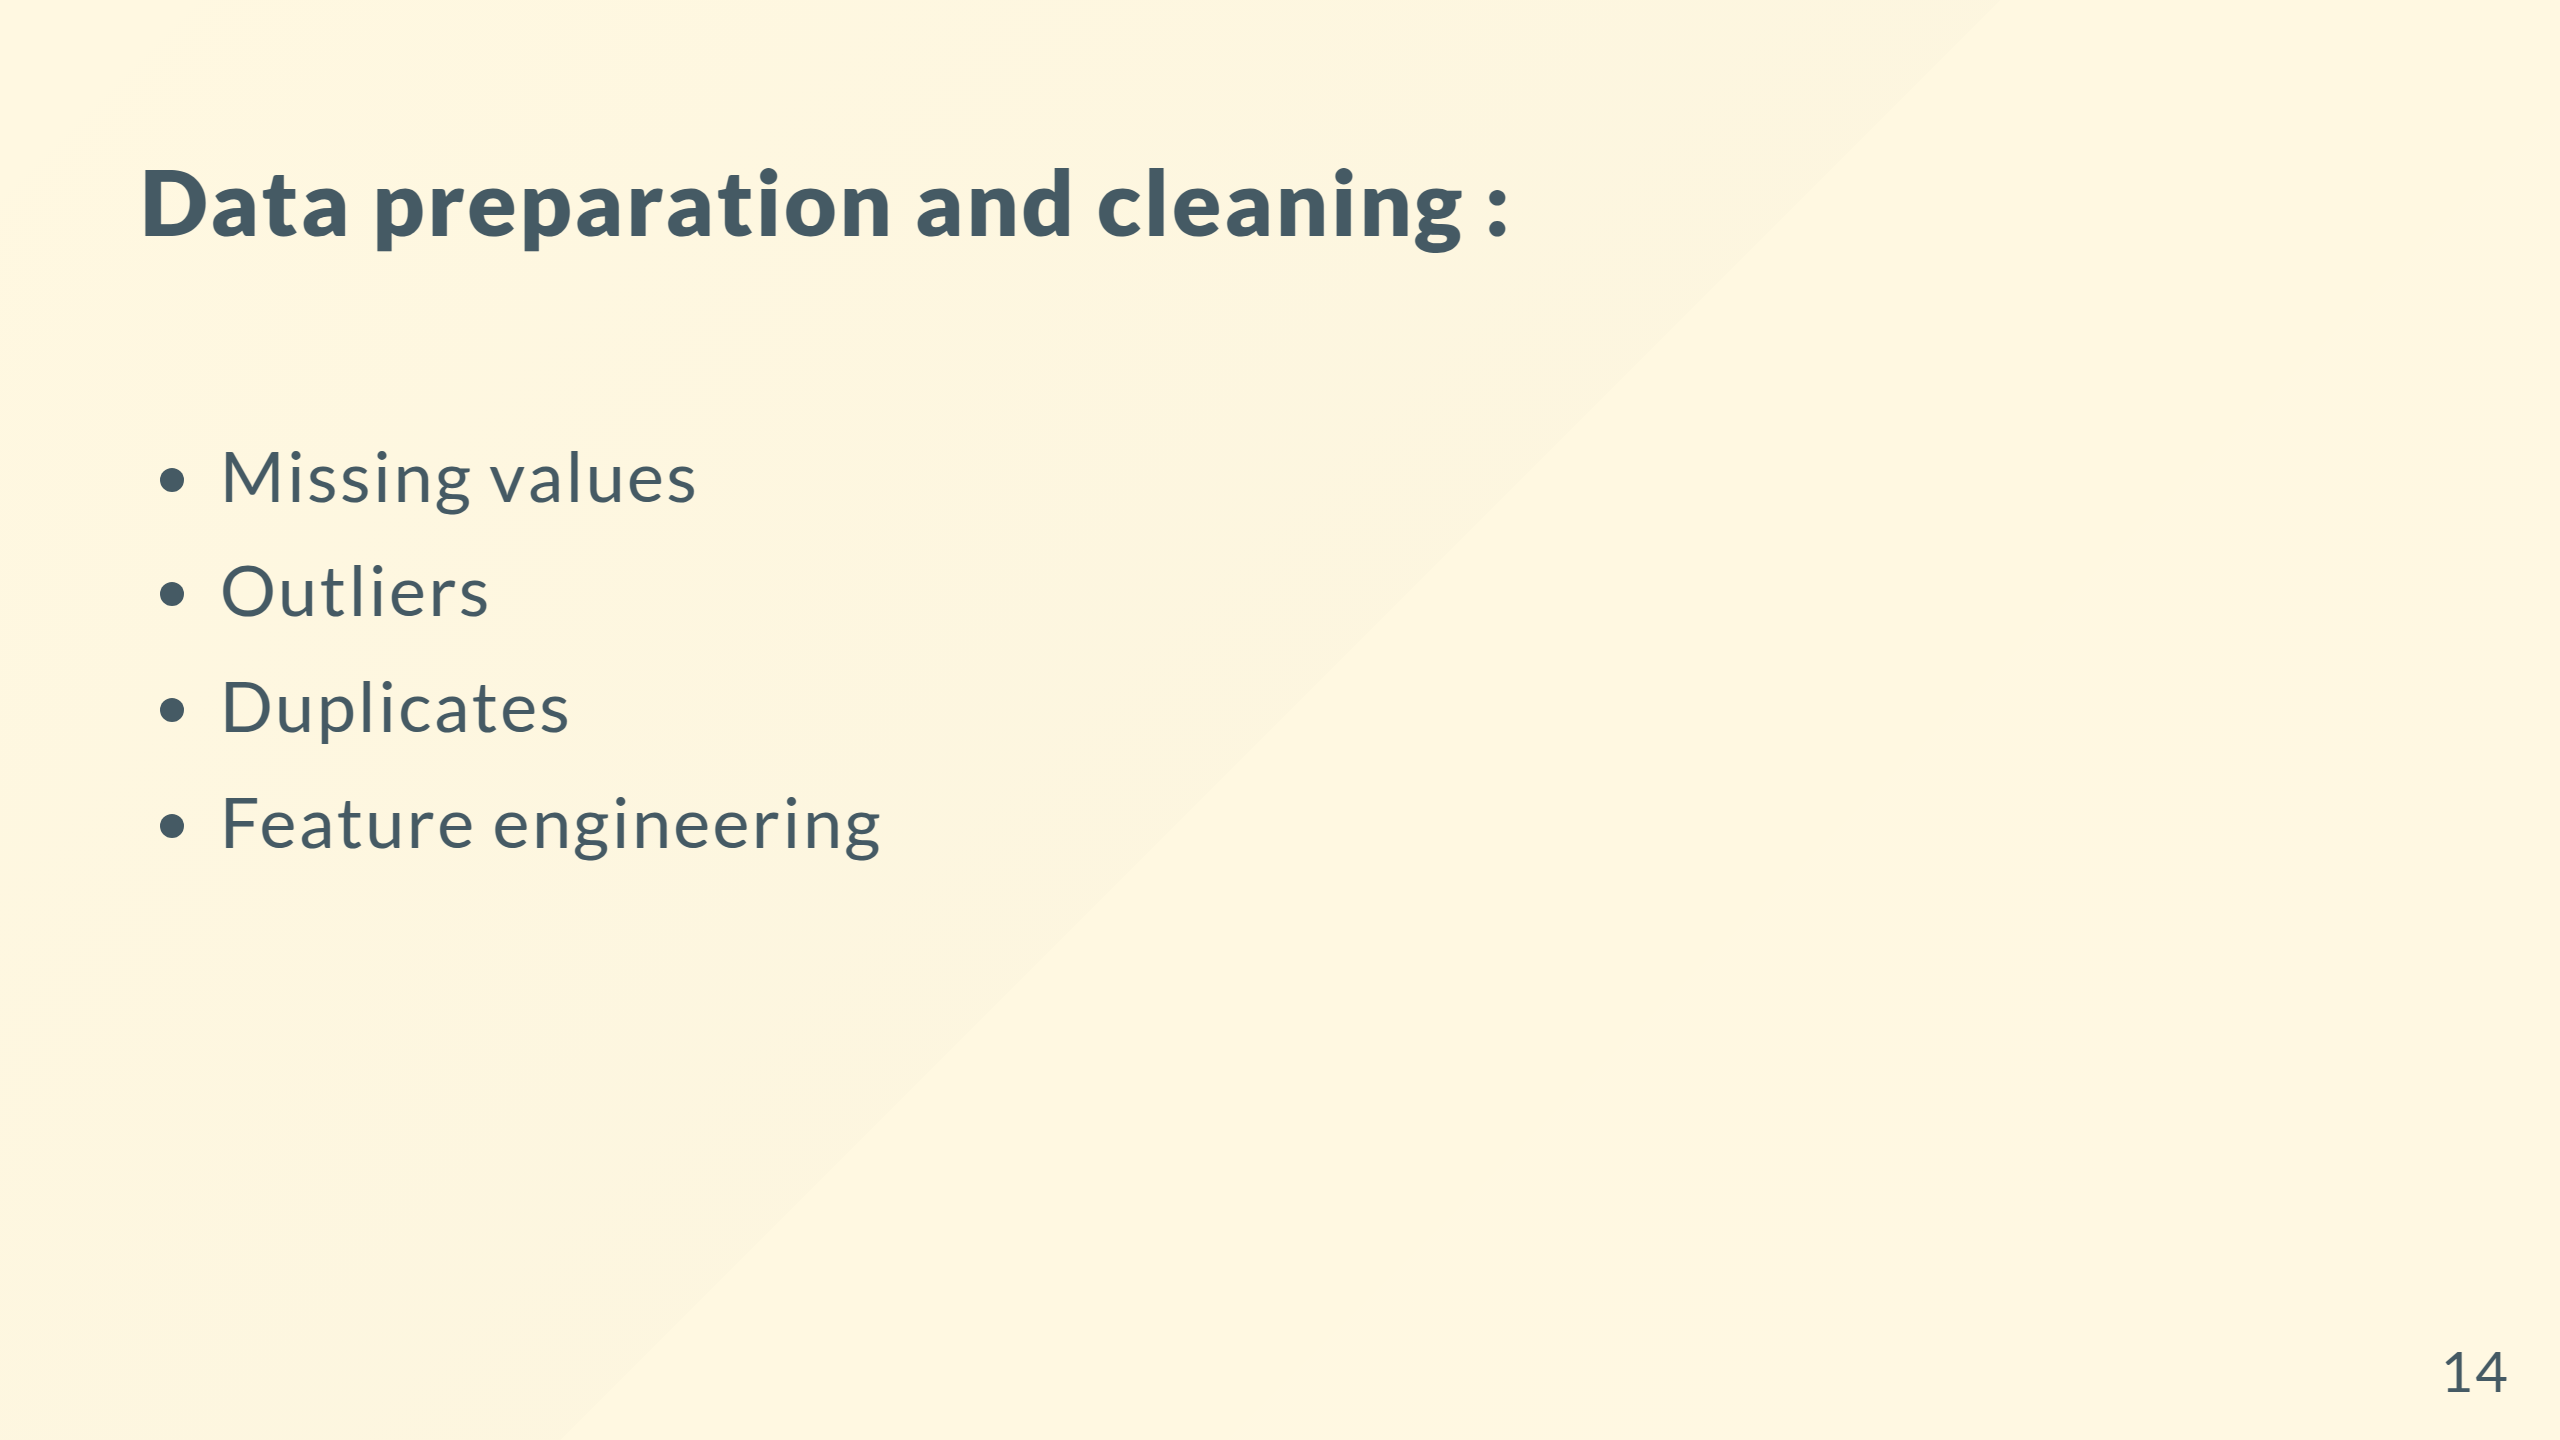 Data preparation and cleaning :
• Missing values
• Outliers
• Duplicates
• Feature engineering
14